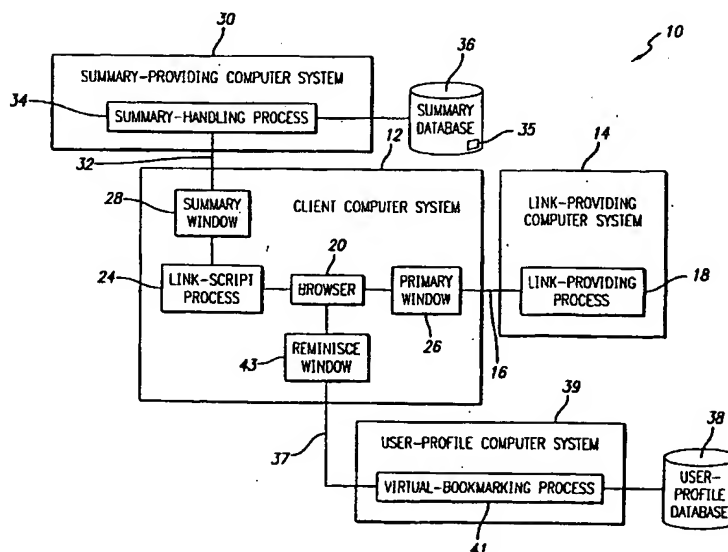 30
10
SUMMARY-PROVIDING COMPUTER SYSTEM
36
34
SUMMARY-HANDLING PROCESS
SUMMARY
DATABASE
35
32
12
14
28
SUMMARY
WINDOW
CLIENT COMPUTER SYSTEM
LINK-PROVIDING
COMPUTER SYSTEM
20
24
LINK-SCRIPT
PROCESS
BROWSER
PRIMARY
WINDOW
LINK-PROVIDING
PROCESS
18
43
REMINISCE
WINDOW
26
16
39
38
37
USER-PROFILE COMPUTER SYSTEM
VIRTUAL-BOOKMARKING PROCESS
USER-
PROFILE
DATABASE
41